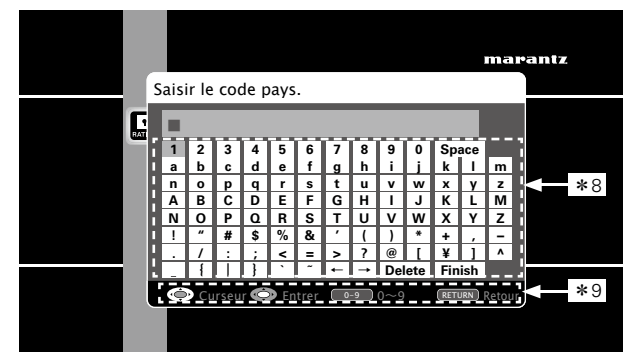 marantz
Saisir le code pays.
RATI
1 2 3 4 5 6 7 8 9 0 Space
a b c d e f g h i j k l m
n o p q r s t u v w x y z
A B C D E F G H I J K L M
N O P Q R S T U V W X Y Z
! “ # $ % & ′ ( ) * + , –
. / : ; < = > ? @ [ ¥ ] ^
_ { | } ` ~ ← → Delete Finish
Curseur Entrer 0-9 0~9 RETURN Retour
*8
*9